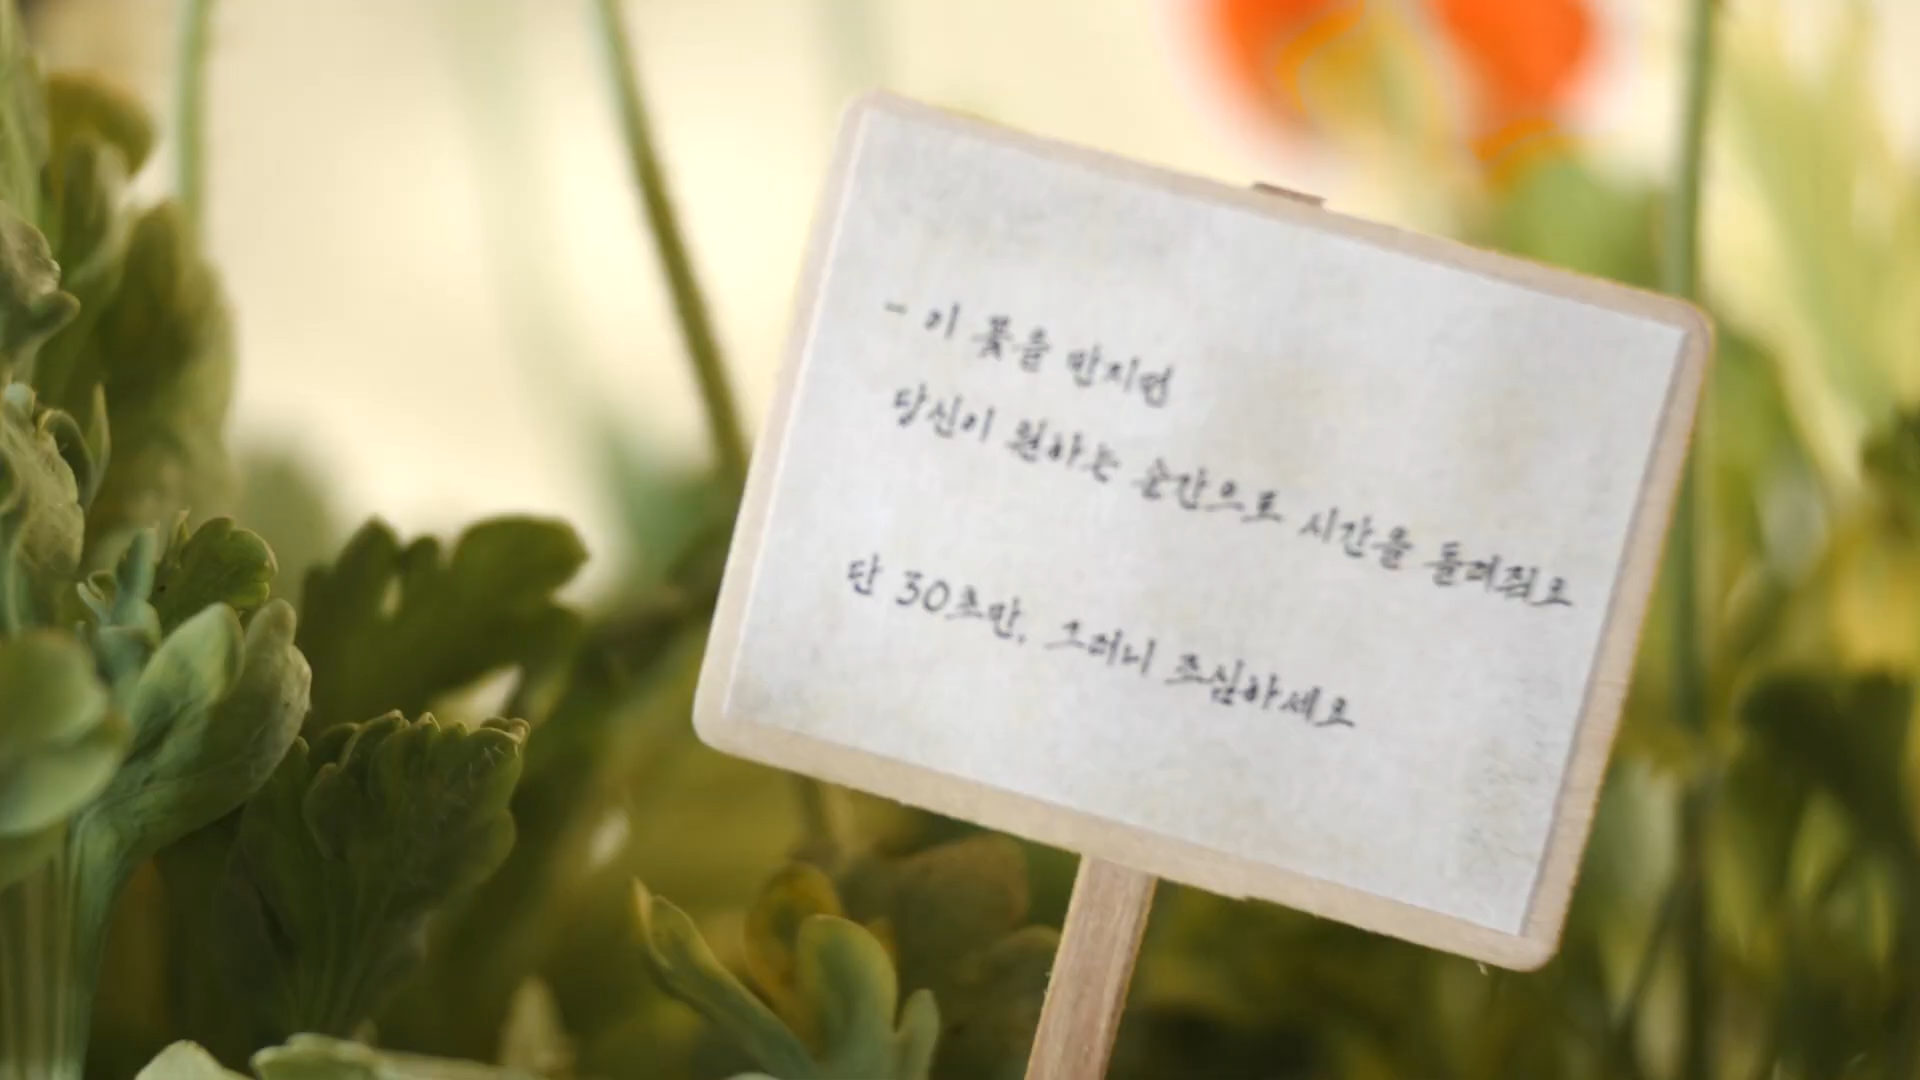 - 이 꽃을 만지면
당신이 원하는 순간으로 시간을 돌려줘요
단 30초만, 그러니 조심하세요